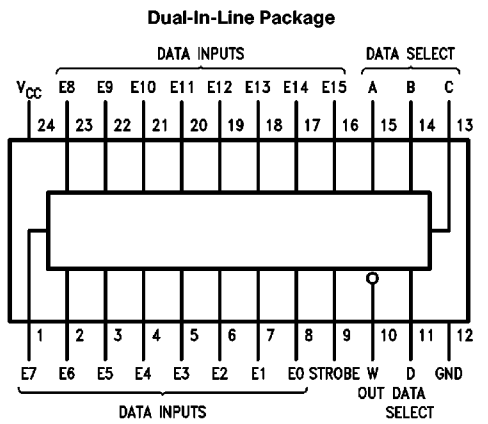 Dual-In-Line Package
DATA INPUTS DATA SELECT
VCC E8 E9 E10 E11 E12 E13 E14 E15 A B C
24 23 22 21 20 19 18 17 16 15 14 13
1 2 3 4 5 6 7 8 9 10 11 12
E7 E6 E5 E4 E3 E2 E1 E0 STROBE W D GND
OUT DATA
DATA INPUTS SELECT